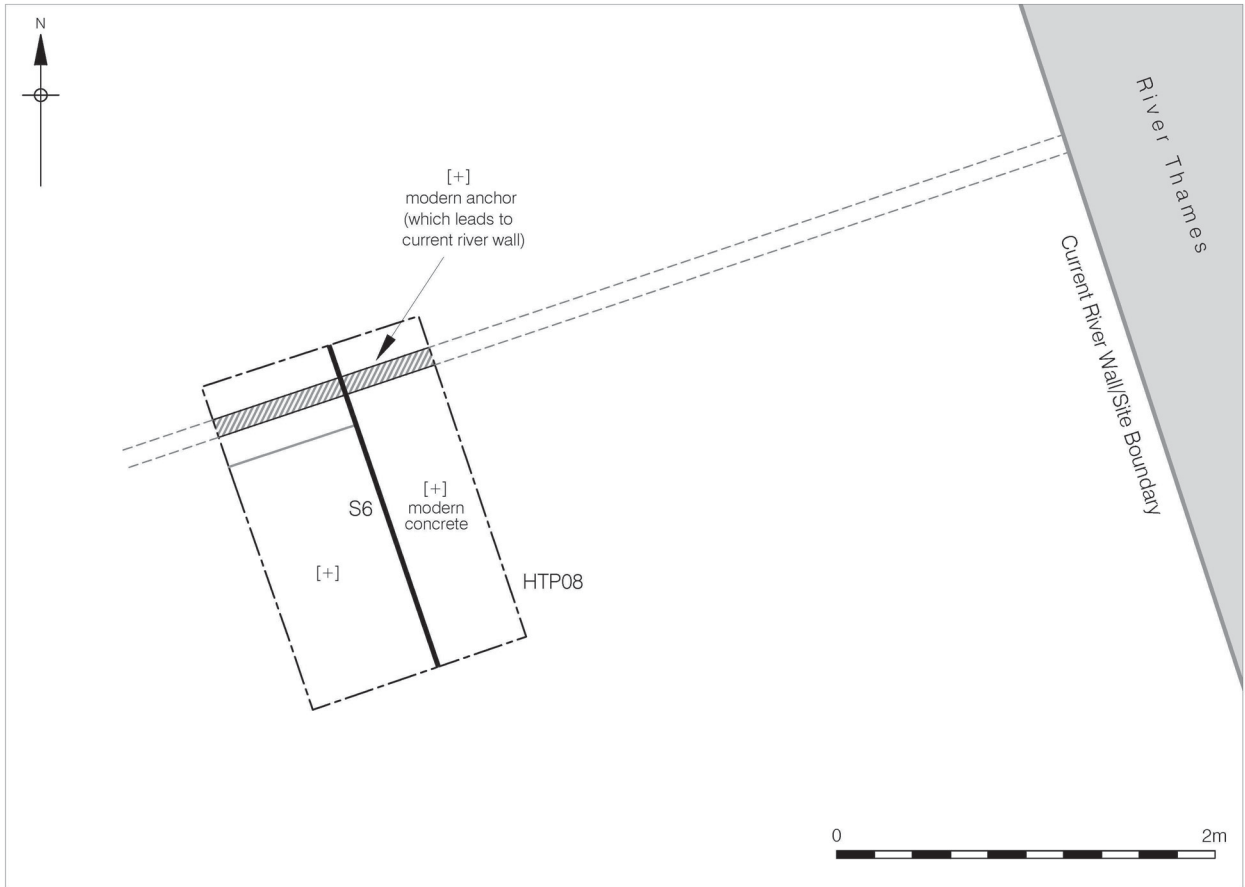 N
[+]
modern anchor
(which leads to
current river wall)
River Thames
Current River Wall/Site Boundary
S6
[+]
modern
concrete
[+]
HTP08
0
2m